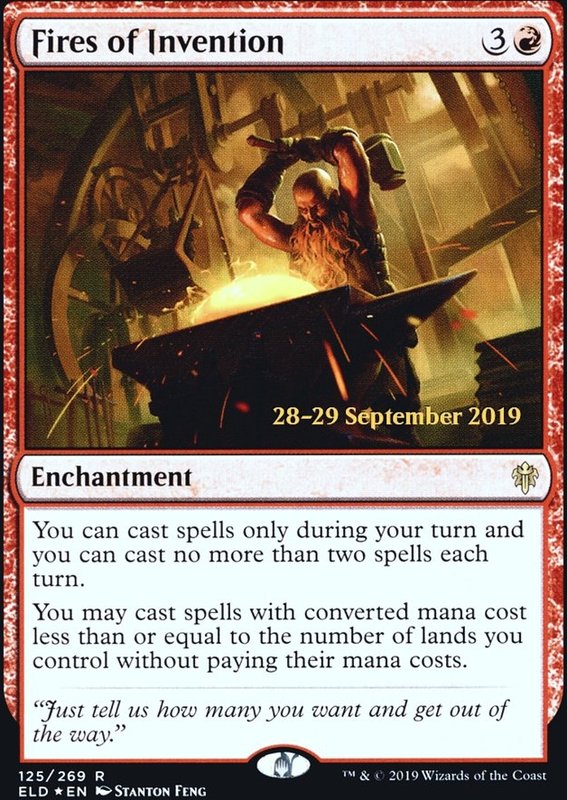 Fires of Invention 3
28–29 September 2019
Enchantment
You can cast spells only during your turn and
you can cast no more than two spells each
turn.
You may cast spells with converted mana cost
less than or equal to the number of lands you
control without paying their mana costs.
“Just tell us how many you want and get out of
the way.”
125/269 R
ELD ★ EN Stanton Feng
™ & © 2019 Wizards of the Coast